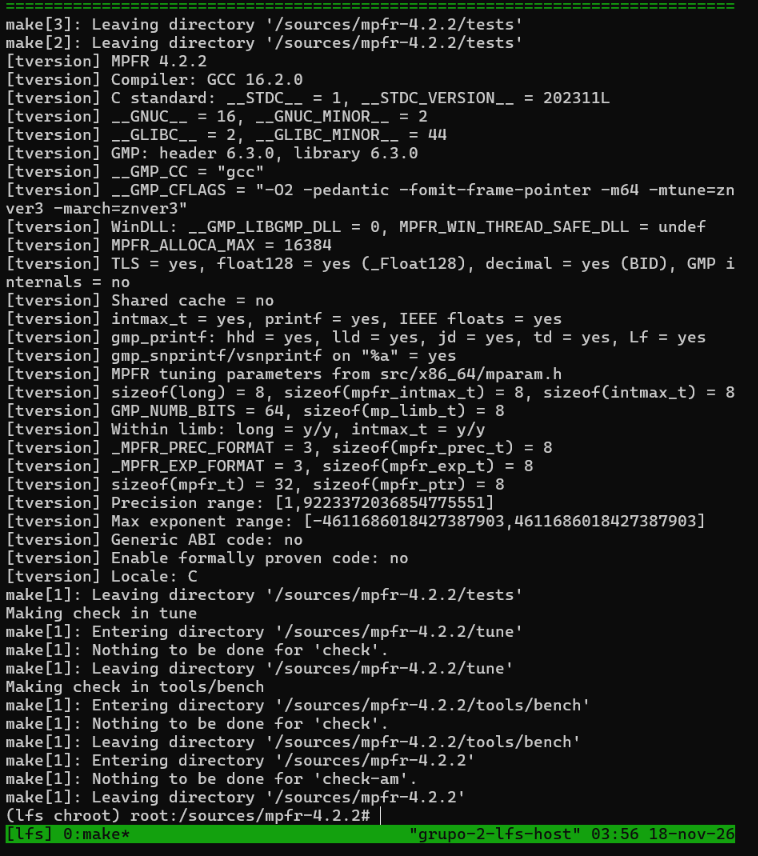 ================================================================================
make[3]: Leaving directory '/sources/mpfr-4.2.2/tests'
make[2]: Leaving directory '/sources/mpfr-4.2.2/tests'
[tversion] MPFR 4.2.2
[tversion] Compiler: GCC 16.2.0
[tversion] C standard: __STDC__ = 1, __STDC_VERSION__ = 202311L
[tversion] __GNUC__ = 16, __GNUC_MINOR__ = 2
[tversion] __GLIBC__ = 2, __GLIBC_MINOR__ = 44
[tversion] GMP: header 6.3.0, library 6.3.0
[tversion] __GMP_CC = "gcc"
[tversion] __GMP_CFLAGS = "-O2 -pedantic -fomit-frame-pointer -m64 -mtune=zn
ver3 -march=znver3"
[tversion] WinDLL: __GMP_LIBGMP_DLL = 0, MPFR_WIN_THREAD_SAFE_DLL = undef
[tversion] MPFR_ALLOCA_MAX = 16384
[tversion] TLS = yes, float128 = yes (_Float128), decimal = yes (BID), GMP i
nternals = no
[tversion] Shared cache = no
[tversion] intmax_t = yes, printf = yes, IEEE floats = yes
[tversion] gmp_printf: hhd = yes, lld = yes, jd = yes, td = yes, Lf = yes
[tversion] gmp_snprintf/vsnprintf on "%a" = yes
[tversion] MPFR tuning parameters from src/x86_64/mparam.h
[tversion] sizeof(long) = 8, sizeof(mpfr_intmax_t) = 8, sizeof(intmax_t) = 8
[tversion] GMP_NUMB_BITS = 64, sizeof(mp_limb_t) = 8
[tversion] Within limb: long = y/y, intmax_t = y/y
[tversion] _MPFR_PREC_FORMAT = 3, sizeof(mpfr_prec_t) = 8
[tversion] _MPFR_EXP_FORMAT = 3, sizeof(mpfr_exp_t) = 8
[tversion] sizeof(mpfr_t) = 32, sizeof(mpfr_ptr) = 8
[tversion] Precision range: [1,9223372036854775551]
[tversion] Max exponent range: [-4611686018427387903,4611686018427387903]
[tversion] Generic ABI code: no
[tversion] Enable formally proven code: no
[tversion] Locale: C
make[1]: Leaving directory '/sources/mpfr-4.2.2/tests'
Making check in tune
make[1]: Entering directory '/sources/mpfr-4.2.2/tune'
make[1]: Nothing to be done for 'check'.
make[1]: Leaving directory '/sources/mpfr-4.2.2/tune'
Making check in tools/bench
make[1]: Entering directory '/sources/mpfr-4.2.2/tools/bench'
make[1]: Nothing to be done for 'check'.
make[1]: Leaving directory '/sources/mpfr-4.2.2/tools/bench'
make[1]: Entering directory '/sources/mpfr-4.2.2'
make[1]: Nothing to be done for 'check-am'.
make[1]: Leaving directory '/sources/mpfr-4.2.2'
(lfs chroot) root:/sources/mpfr-4.2.2#
[lfs] 0:make* "grupo-2-lfs-host" 03:56 18-nov-26